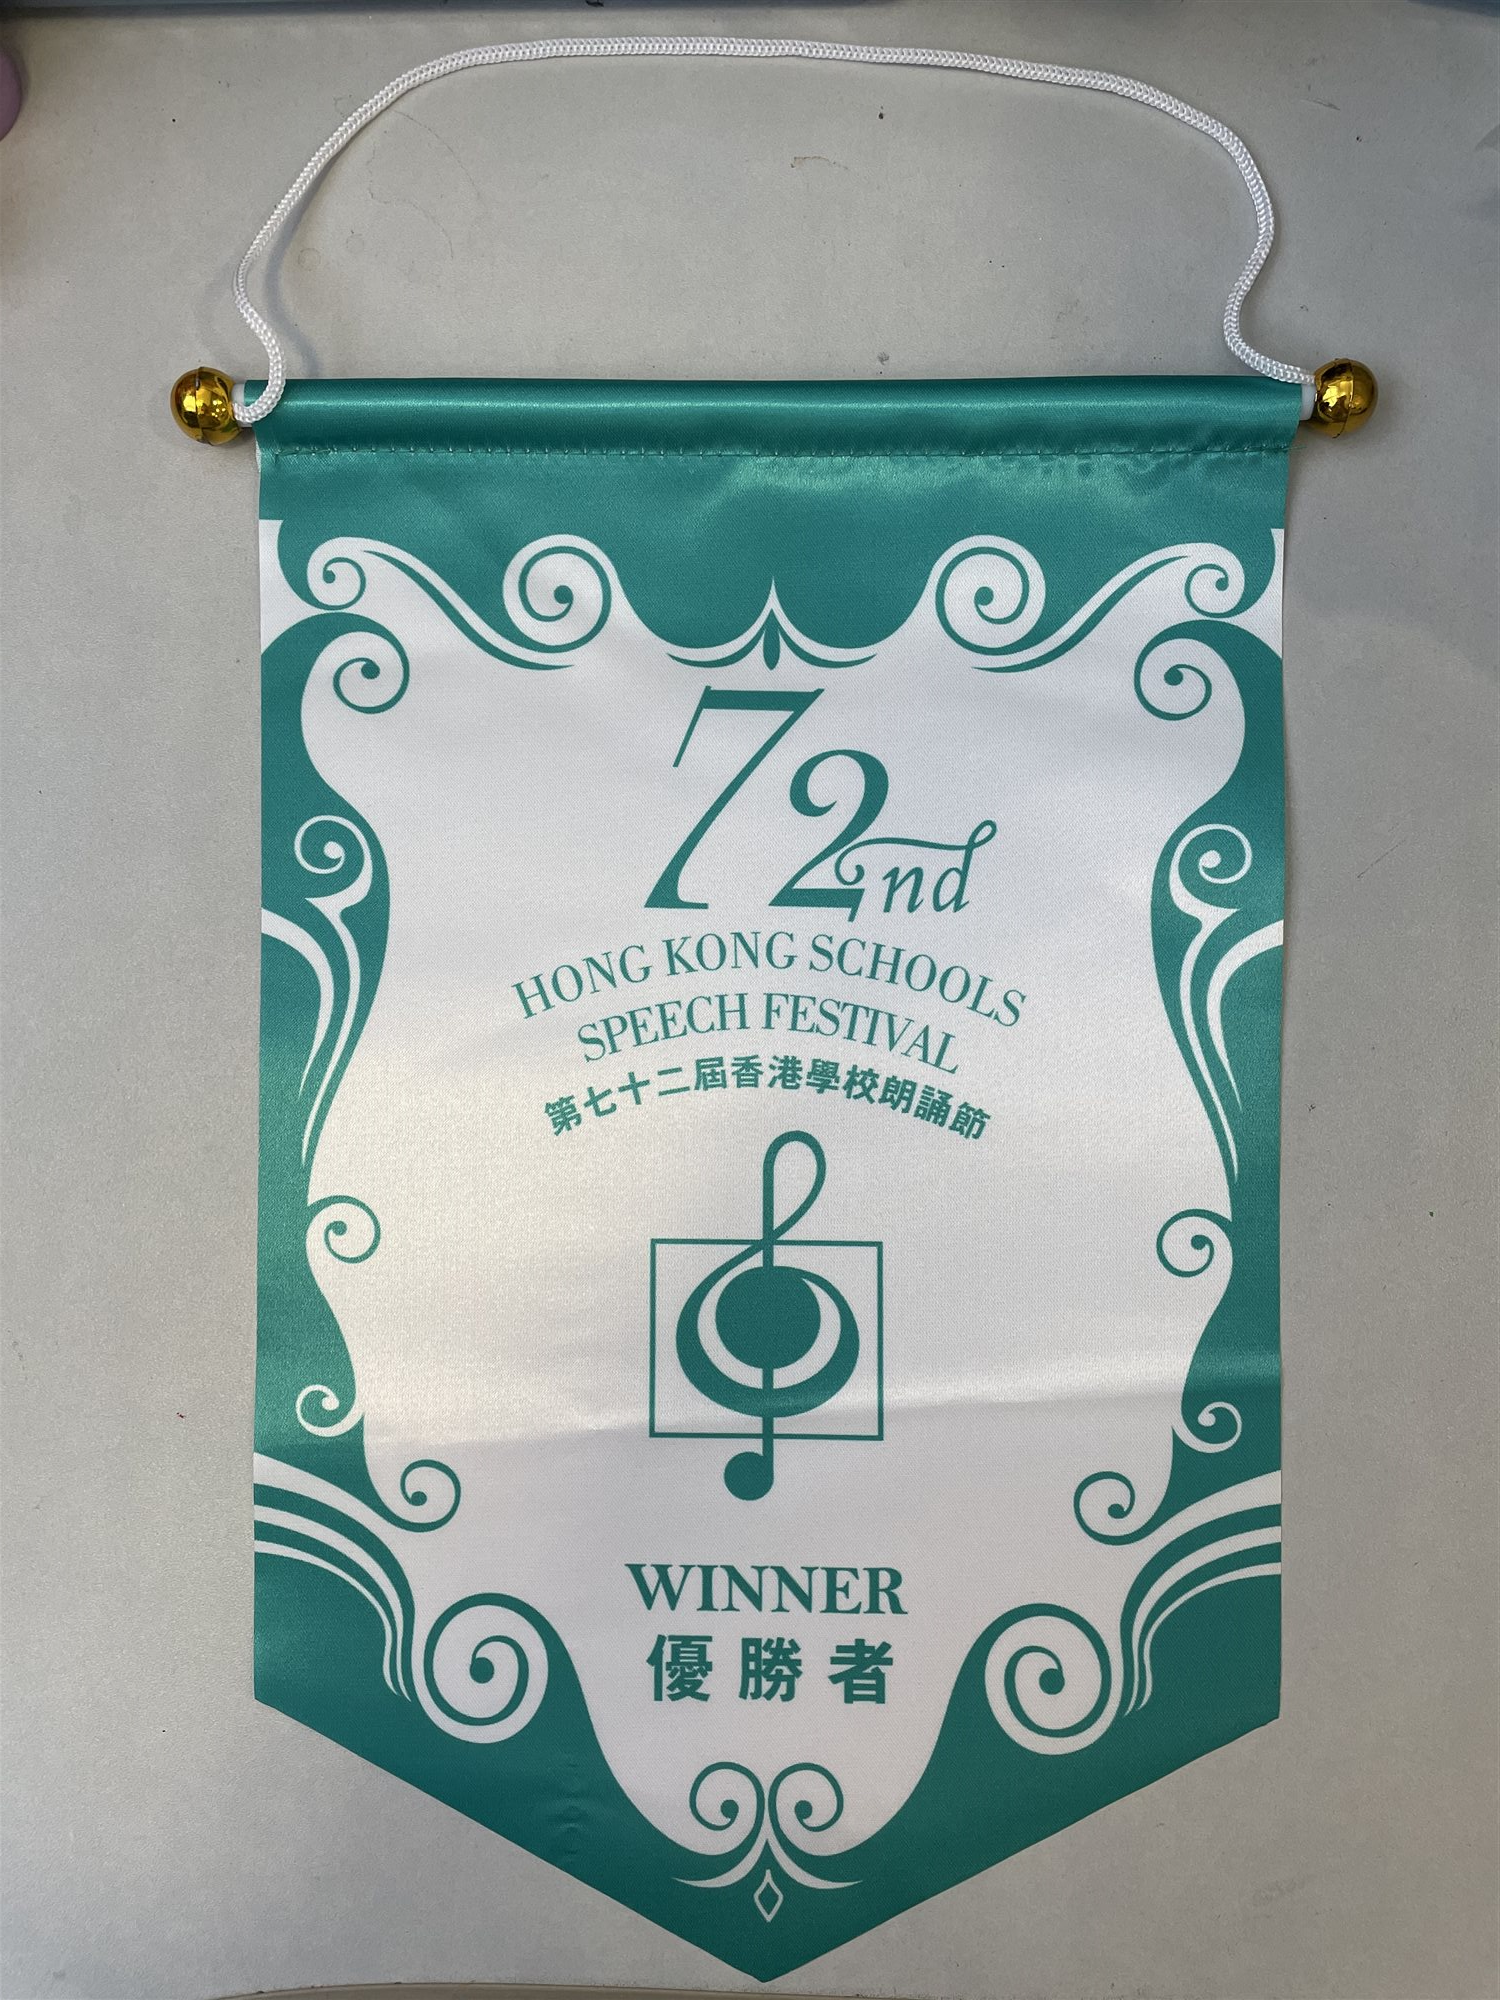 72nd
HONG KONG SCHOOLS
SPEECH FESTIVAL
第七十二屆香港學校朗誦節
WINNER
優勝者